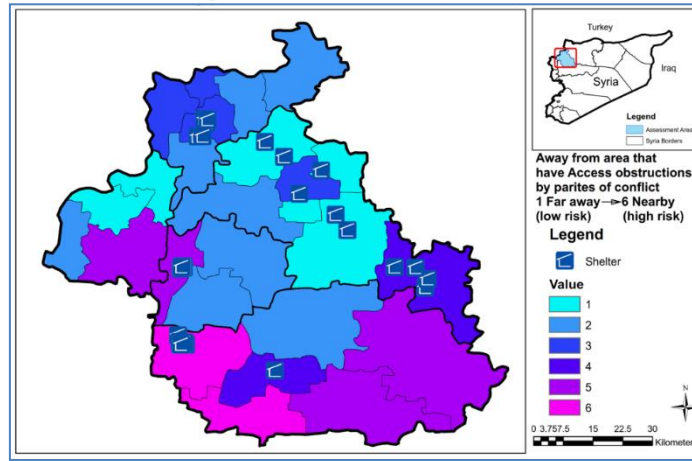 Turkey
Iraq
Syria
Legend
Assessment Area
Syria Borders
Away from area that
have Access obstructions
by parites of conflict
1 Far away 6 Nearby
(low risk) (high risk)
Legend
Shelter
Value
1
2
3
4
5
6
N
0 3.757.5 15 22.5 30
Kilometer